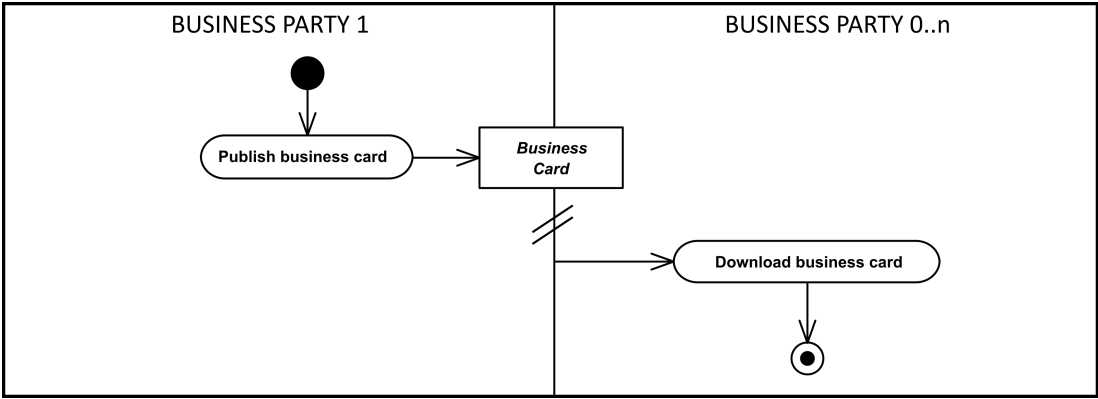 BUSINESS PARTY 1
BUSINESS PARTY 0..n
Publish business card
Business
Card
Download business card